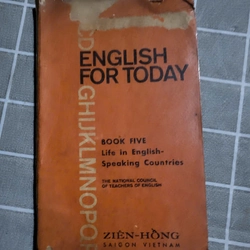 ENGLISH
FOR TODAY
CDEFGHIJKLMNOPQR
BOOK FIVE
Life in English-
Speaking Countries
THE NATIONAL COUNCIL
OF TEACHERS OF ENGLISH
ZIÊN-HỒNG
SAIGON VIETNAM